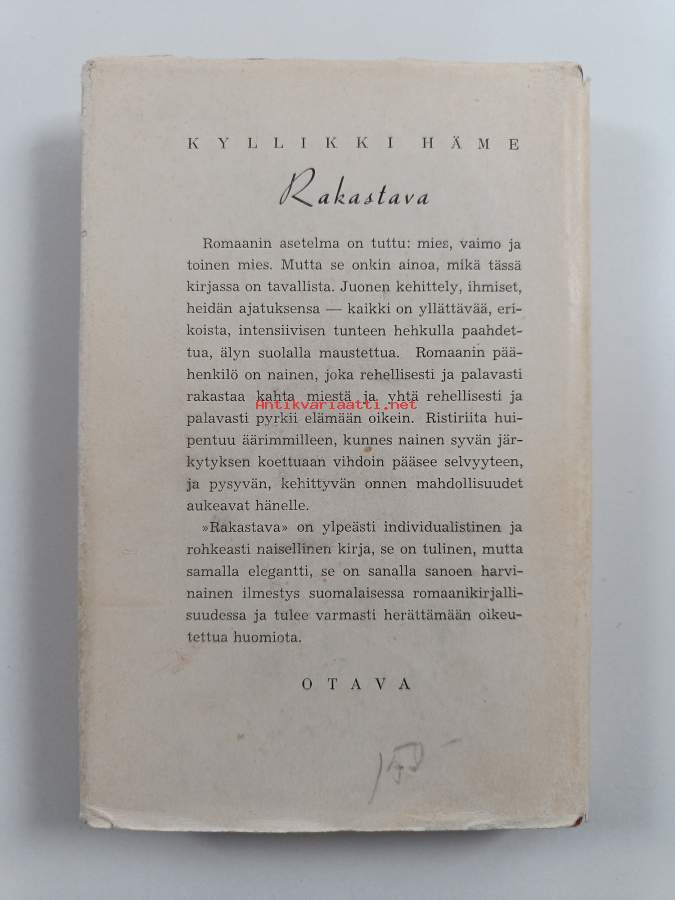 KYLLIKKI HÄME
Rakastava
Romaanin asetelma on tuttu: mies, vaimo ja
toinen mies. Mutta se onkin ainoa, mikä tässä
kirjassa on tavallista. Juonen kehittely, ihmiset,
heidän ajatuksensa — kaikki on yllättävää, eri-
koista, intensiivisen tunteen hehkulla paahdet-
tua, älyn suolalla maustettua. Romaanin pää-
henkilö on nainen, joka rehellisesti ja palavasti
rakastaa kahta miestä ja yhtä rehellisesti ja
Antikvariaatti.net
palavasti pyrkii elämään oikein. Ristiriita hui-
pentuu äärimmilleen, kunnes nainen syvän jär-
kytyksen koettuaan vihdoin pääsee selvyyteen,
ja pysyvän, kehittyvän onnen mahdollisuudet
aukeavat hänelle.
»Rakastava» on ylpeästi individualistinen ja
rohkeasti naisellinen kirja, se on tulinen, mutta
samalla elegantti, se on sanalla sanoen harvi-
nainen ilmestys suomalaisessa romaanikirjalli-
suudessa ja tulee varmasti herättämään oikeu-
tettua huomiota.
OTAVA